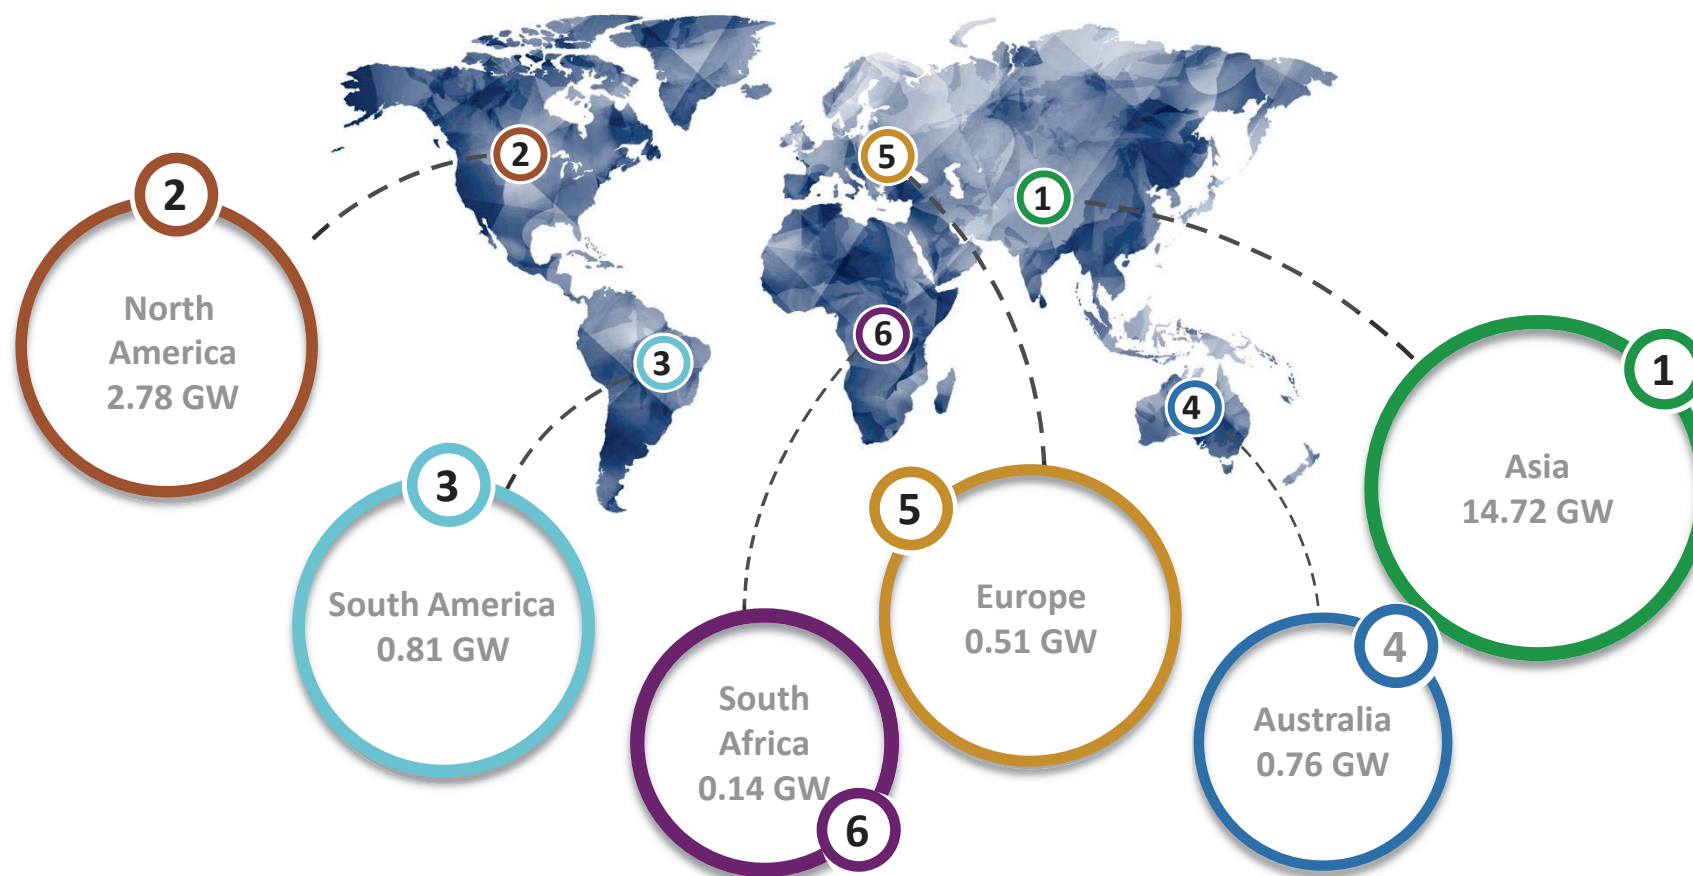 2
5
1
6
3
4
2
North
America
2.78 GW
1
Asia
14.72 GW
3
South America
0.81 GW
5
Europe
0.51 GW
4
Australia
0.76 GW
South
Africa
0.14 GW
6